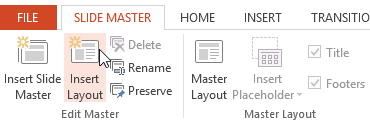 FILE SLIDE MASTER HOME INSERT TRANSITIO
Insert Slide Master
Insert Layout
Delete
Rename
Preserve
Edit Master
Master Layout
Insert Placeholder
Title
Footers
Master Layout